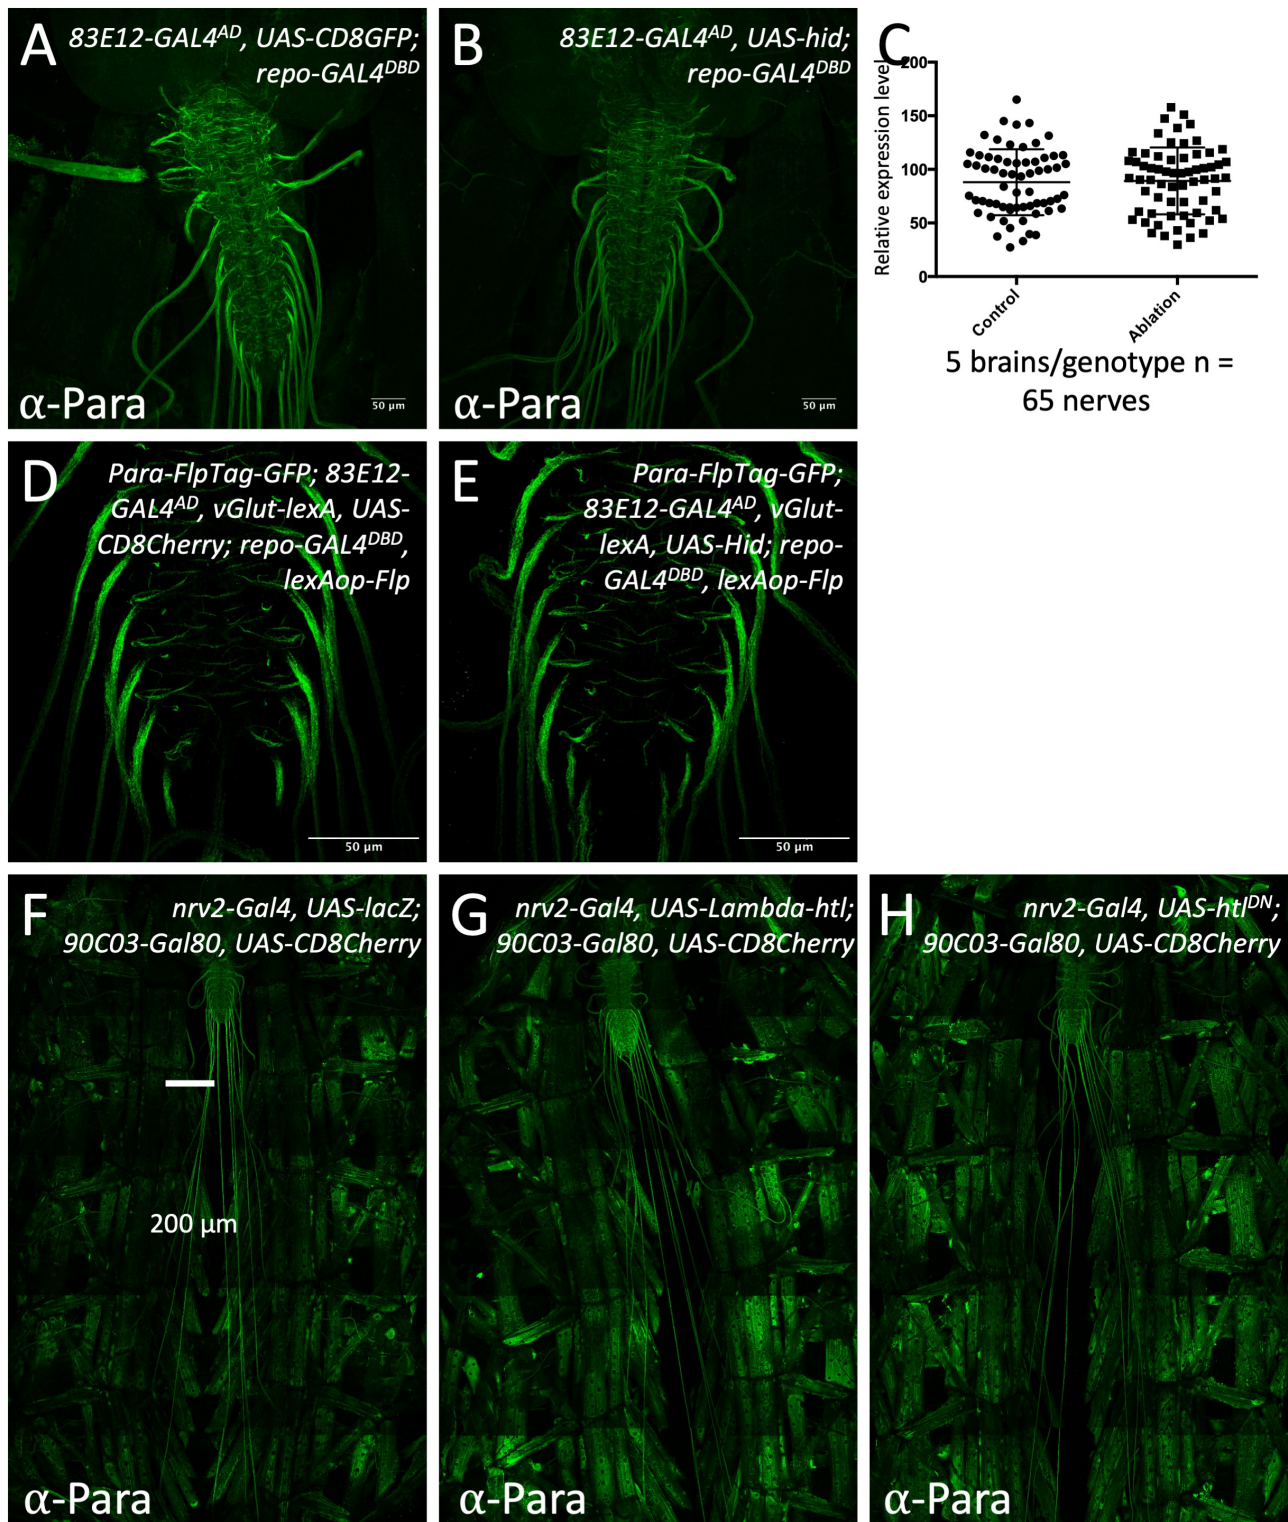 A
83E12-GAL4AD, UAS-CD8GFP;
repo-GAL4DBD
α-Para
50 µm
B
83E12-GAL4AD, UAS-hid;
repo-GAL4DBD
α-Para
50 µm
C
Relative expression level
200
150
100
50
0
Control
Ablation
5 brains/genotype n =
65 nerves
D
Para-FlpTag-GFP; 83E12-
GAL4AD, vGlut-lexA, UAS-
CD8Cherry; repo-GAL4DBD,
lexAop-Flp
50 µm
E
Para-FlpTag-GFP;
83E12-GAL4AD, vGlut-
lexA, UAS-Hid; repo-
GAL4DBD, lexAop-Flp
50 µm
F
nrv2-Gal4, UAS-lacZ;
90C03-Gal80, UAS-CD8Cherry
200 µm
α-Para
G
nrv2-Gal4, UAS-Lambda-htl;
90C03-Gal80, UAS-CD8Cherry
α-Para
H
nrv2-Gal4, UAS-htlDN;
90C03-Gal80, UAS-CD8Cherry
α-Para